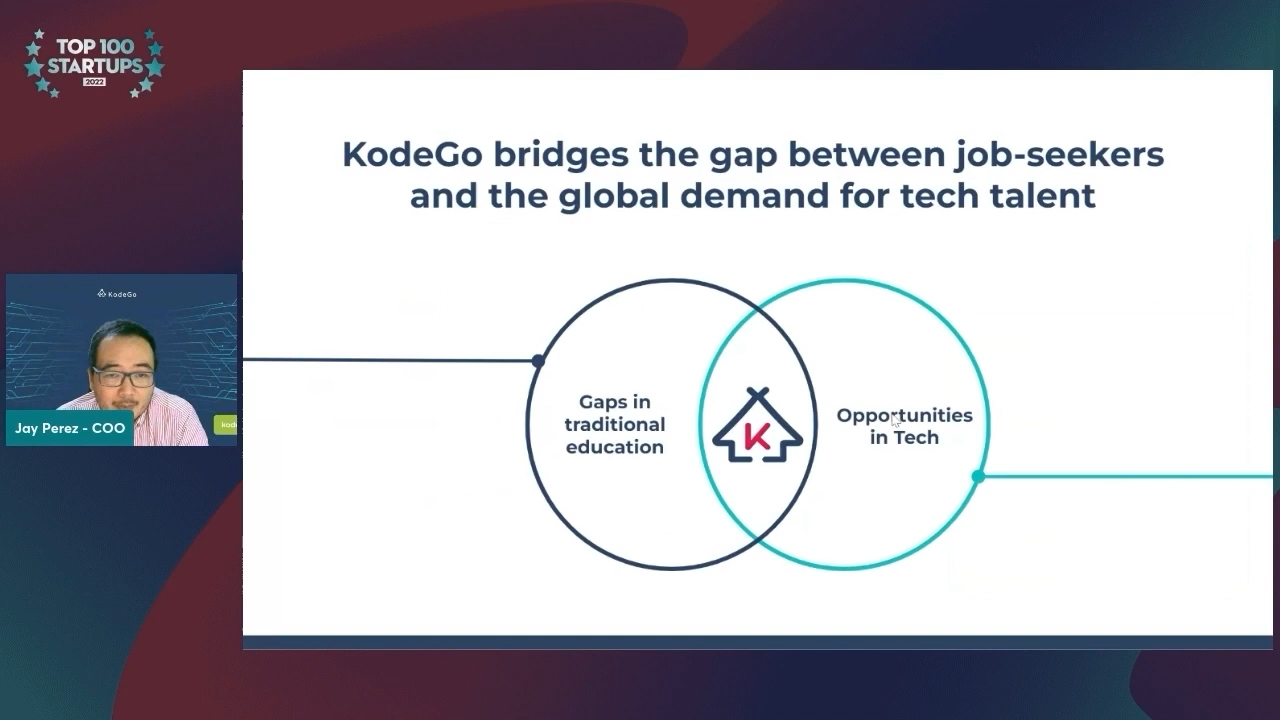 TOP 100
STARTUPS
2022
KodeGo bridges the gap between job-seekers
and the global demand for tech talent
KodeGo
Jay Perez - COO
kod
Gaps in
traditional
education
K
Opportunities
in Tech